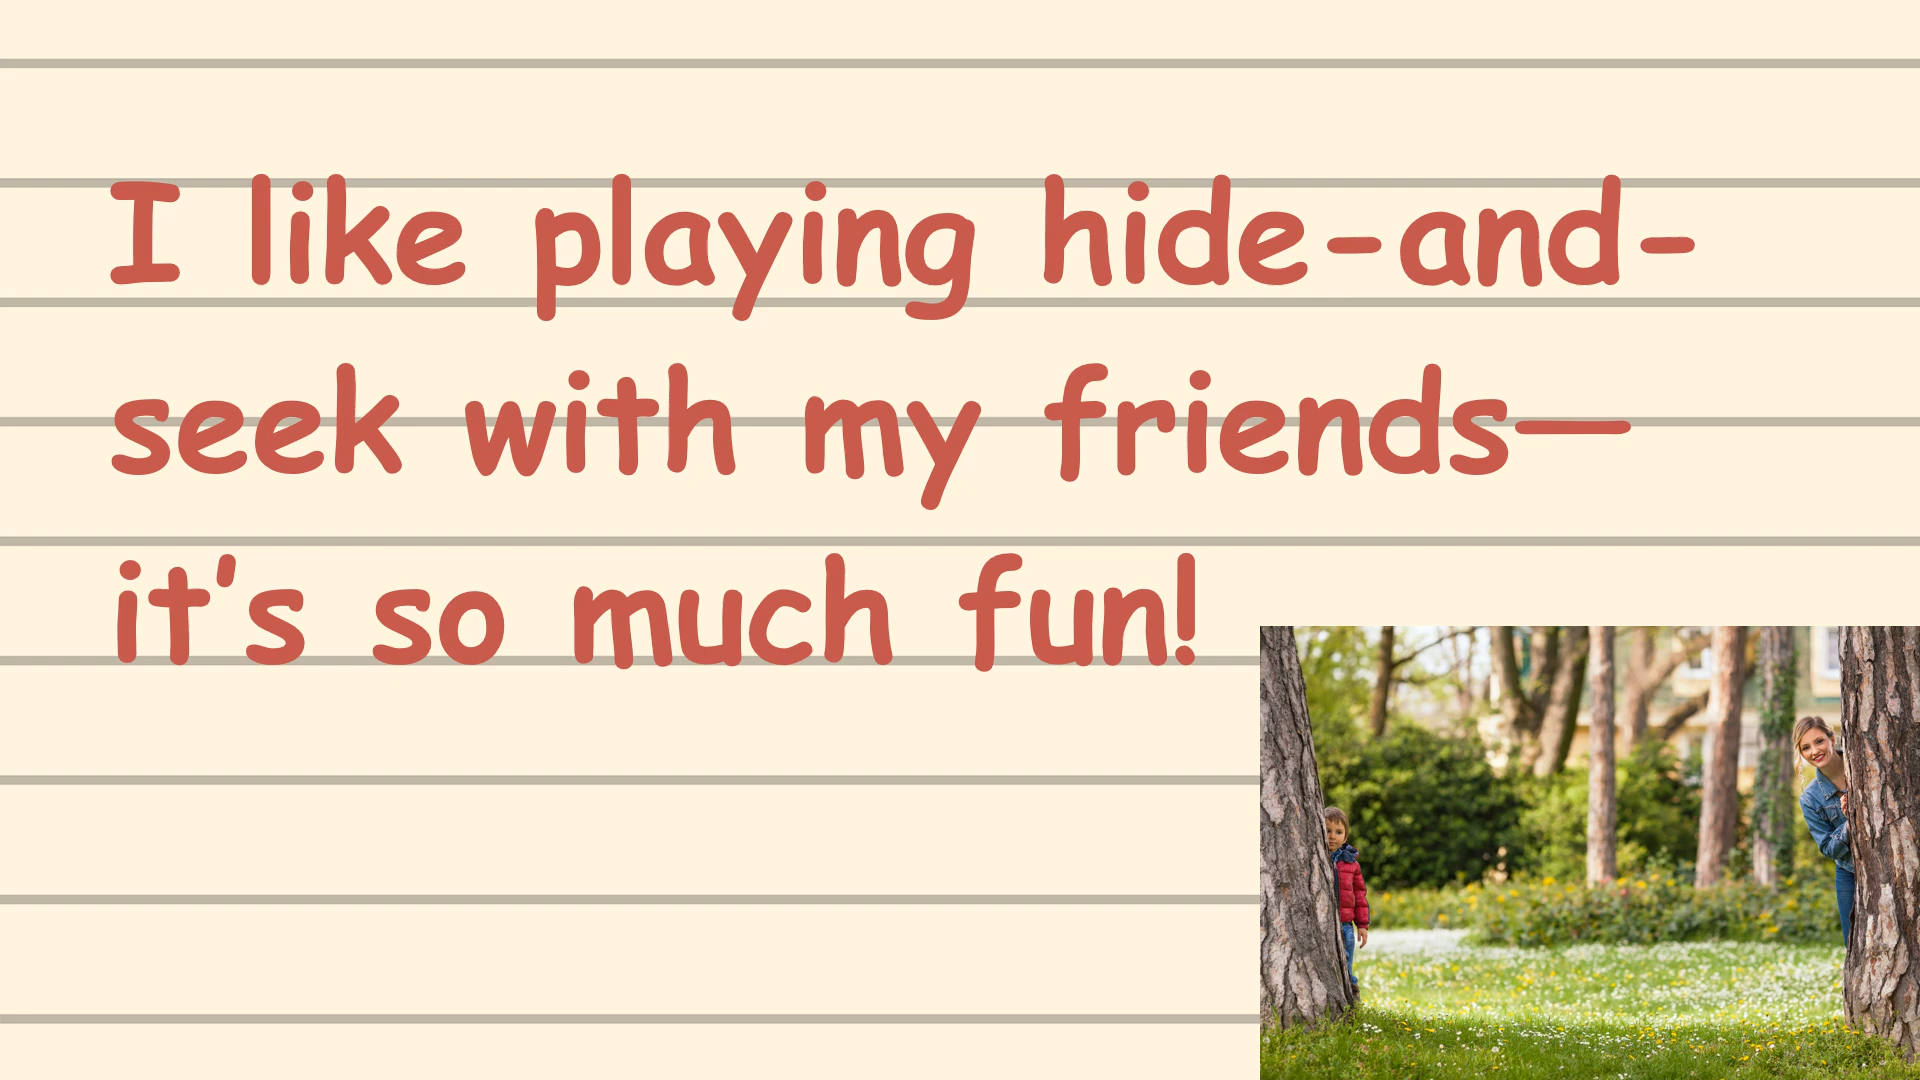 I like playing hide-and-
seek with my friends—
it's so much fun!